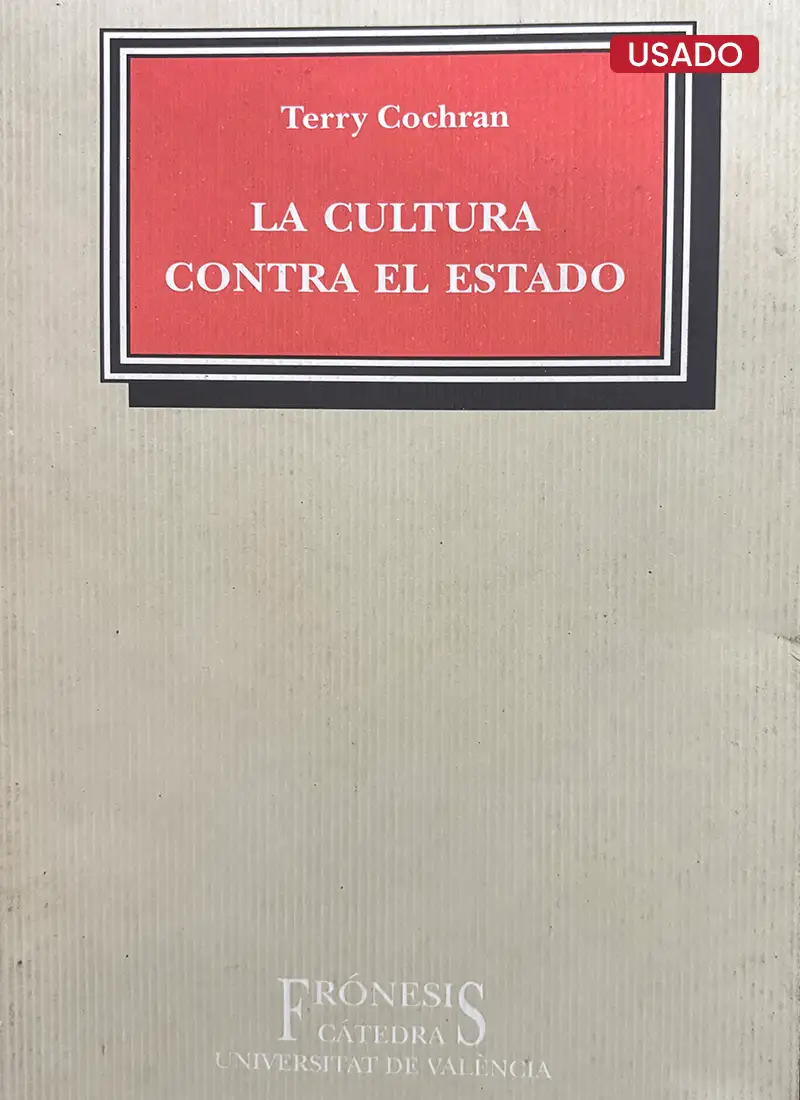 USADO
Terry Cochran
LA CULTURA
CONTRA EL ESTADO
FRÓNESIS
CÁTEDRA
UNIVERSITAT DE VALÈNCIA